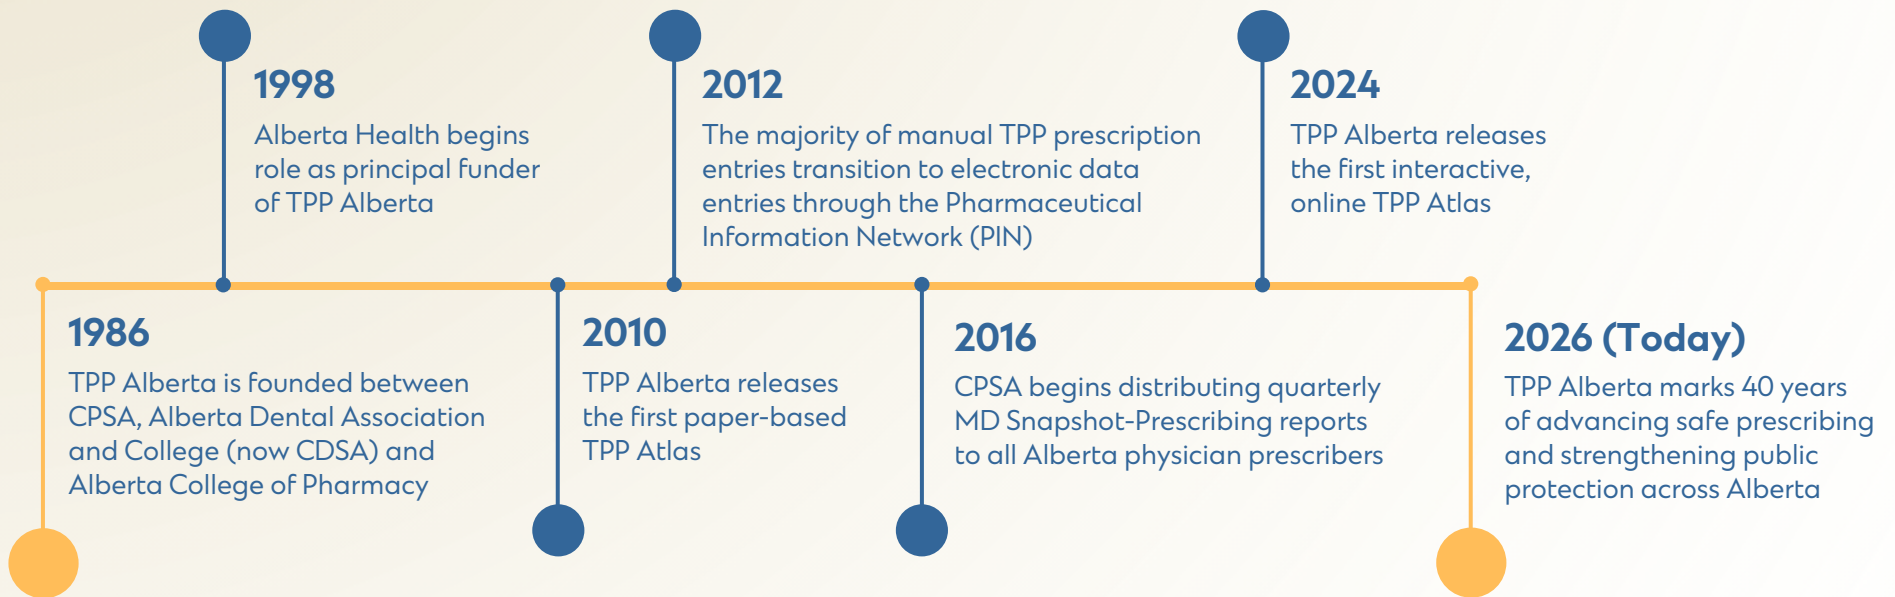 1998
Alberta Health begins
role as principal funder
of TPP Alberta
2012
The majority of manual TPP prescription
entries transition to electronic data
entries through the Pharmaceutical
Information Network (PIN)
2024
TPP Alberta releases
the first interactive,
online TPP Atlas
1986
TPP Alberta is founded between
CPSA, Alberta Dental Association
and College (now CDSA) and
Alberta College of Pharmacy
2010
TPP Alberta releases
the first paper-based
TPP Atlas
2016
CPSA begins distributing quarterly
MD Snapshot-Prescribing reports
to all Alberta physician prescribers
2026 (Today)
TPP Alberta marks 40 years
of advancing safe prescribing
and strengthening public
protection across Alberta